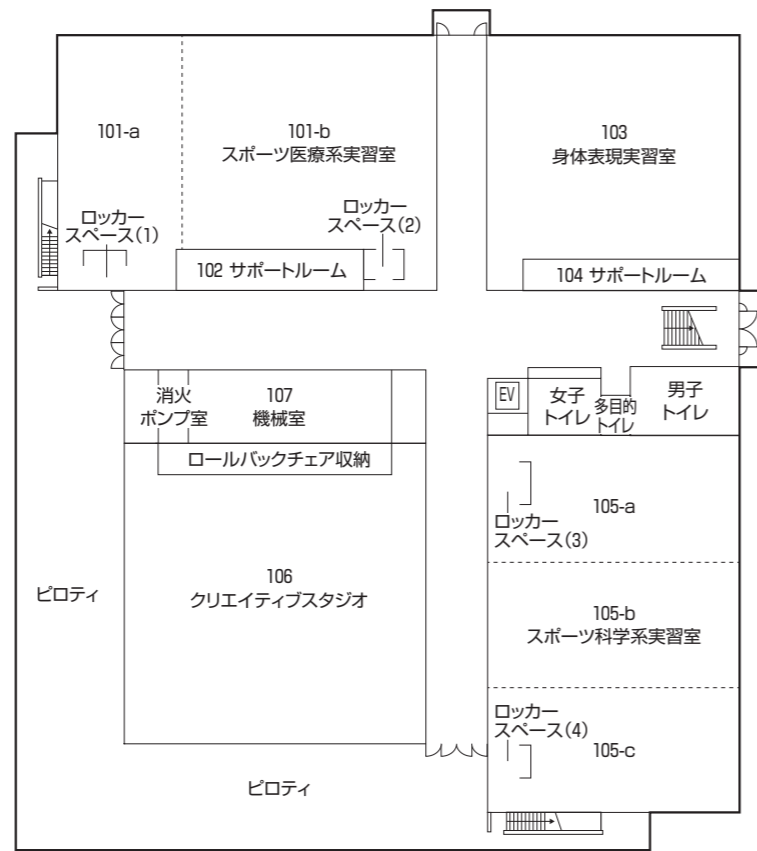 101-a
101-b
スポーツ医療系実習室
103
身体表現実習室
ロッカー
スペース(1)
ロッカー
スペース(2)
102 サポートルーム
104 サポートルーム
消火
ポンプ室
107
機械室
EV
女子
トイレ
多目的
トイレ
男子
トイレ
ロールバックチェア収納
ロッカー
スペース(3)
105-a
106
クリエイティブスタジオ
ピロティ
105-b
スポーツ科学系実習室
ロッカー
スペース(4)
105-c
ピロティ